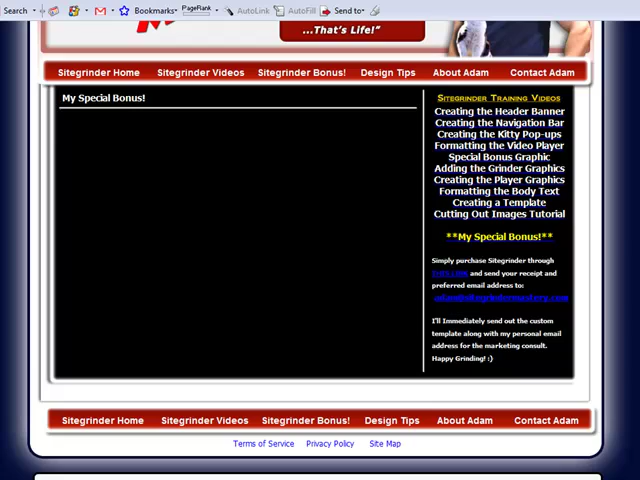 Search
Bookmarks
PageRank
AutoLink
AutoFill
Send to
...That's Life!"
Sitegrinder Home
Sitegrinder Videos
Sitegrinder Bonus!
Design Tips
About Adam
Contact Adam
My Special Bonus!
Sitegrinder Training Videos
Creating the Header Banner
Creating the Navigation Bar
Creating the Kitty Pop-ups
Formatting the Video Player
Special Bonus Graphic
Adding the Grinder Graphics
Creating the Player Graphics
Formatting the Body Text
Creating a Template
Cutting Out Images Tutorial
**My Special Bonus!**
Simply purchase Sitegrinder through
THIS LINK and send your receipt and
preferred email address to:
adam@sitegrindermastery.com
I'll Immediately send out the custom
template along with my personal email
address for the marketing consult.
Happy Grinding! :)
Sitegrinder Home
Sitegrinder Videos
Sitegrinder Bonus!
Design Tips
About Adam
Contact Adam
Terms of Service
Privacy Policy
Site Map